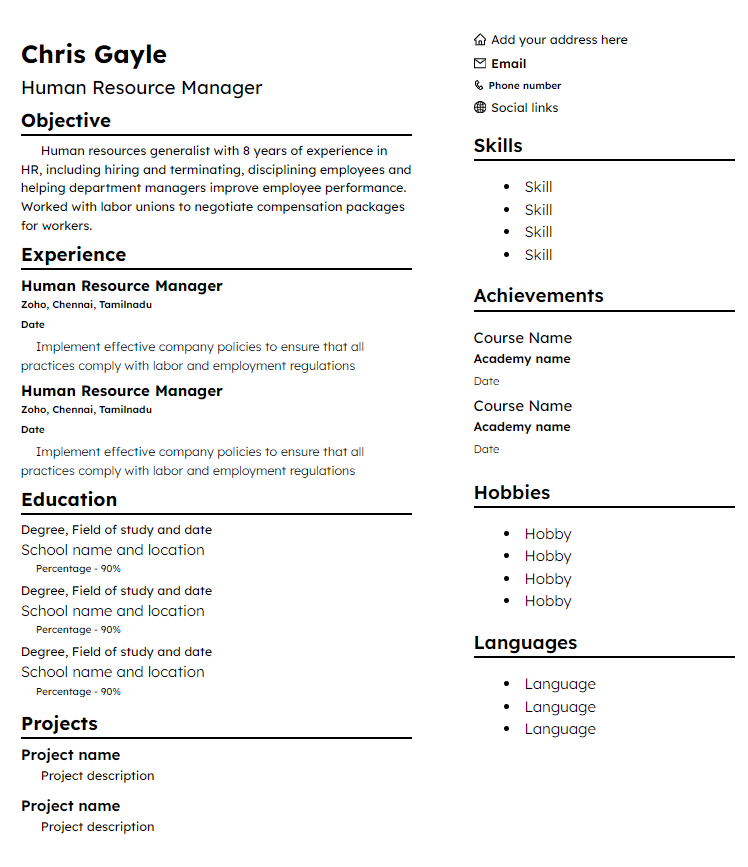 Chris Gayle
Human Resource Manager
Objective
Human resources generalist with 8 years of experience in
HR, including hiring and terminating, disciplining employees and
helping department managers improve employee performance.
Worked with labor unions to negotiate compensation packages
for workers.
Experience
Human Resource Manager
Zoho, Chennai, Tamilnadu
Date
Implement effective company policies to ensure that all
practices comply with labor and employment regulations
Human Resource Manager
Zoho, Chennai, Tamilnadu
Date
Implement effective company policies to ensure that all
practices comply with labor and employment regulations
Education
Degree, Field of study and date
School name and location
Percentage - 90%
Degree, Field of study and date
School name and location
Percentage - 90%
Degree, Field of study and date
School name and location
Percentage - 90%
Projects
Project name
Project description
Project name
Project description
Add your address here
Email
Phone number
Social links
Skills
• Skill
• Skill
• Skill
• Skill
Achievements
Course Name
Academy name
Date
Course Name
Academy name
Date
Hobbies
• Hobby
• Hobby
• Hobby
• Hobby
Languages
• Language
• Language
• Language